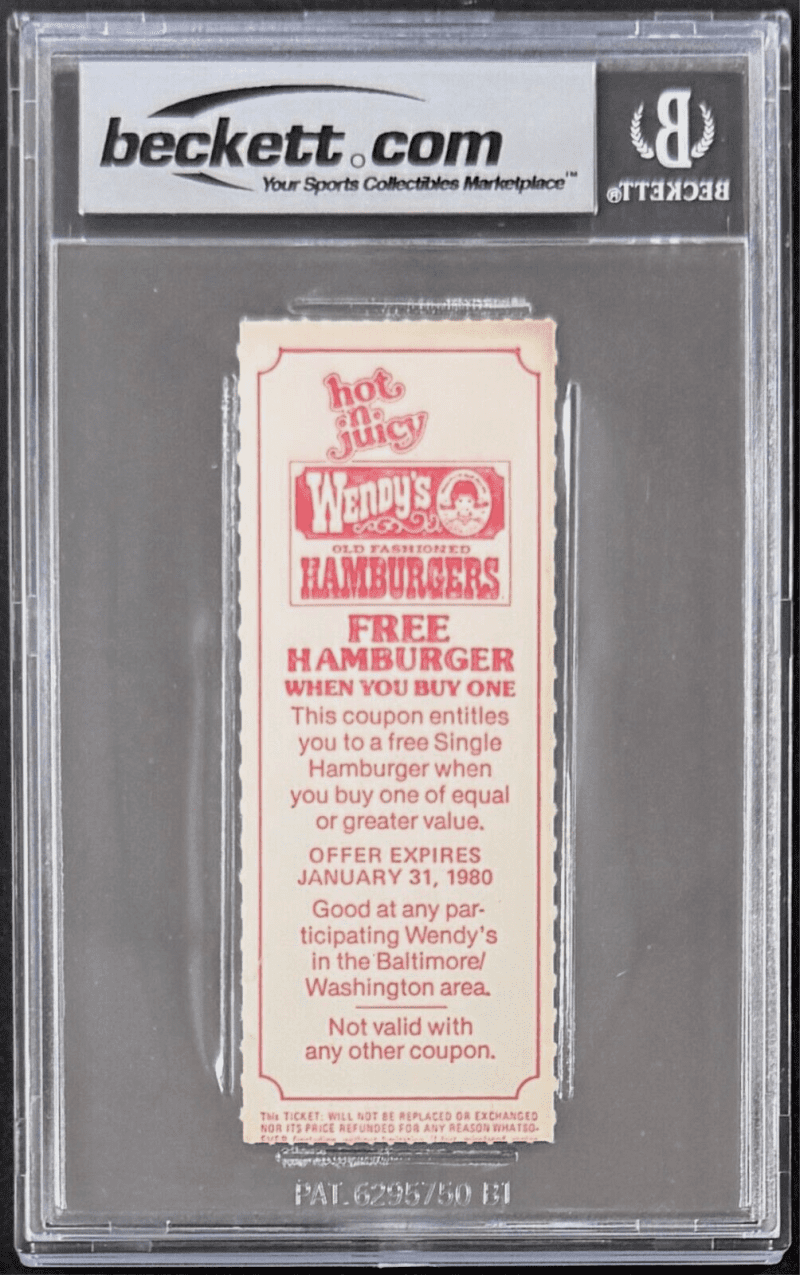 beckett.com
Your Sports Collectibles Marketplace™
B
BECKETT®
hot
-n-
juicy
WENDY'S
OLD FASHIONED
HAMBURGERS
FREE
HAMBURGER
WHEN YOU BUY ONE
This coupon entitles
you to a free Single
Hamburger when
you buy one of equal
or greater value.
OFFER EXPIRES
JANUARY 31, 1980
Good at any par-
ticipating Wendy's
in the Baltimore/
Washington area.
Not valid with
any other coupon.
This TICKET: WILL NOT BE REPLACED OR EXCHANGED
NOR ITS PRICE REFUNDED FOR ANY REASON WHATSO-
PAT. 6295750 B1